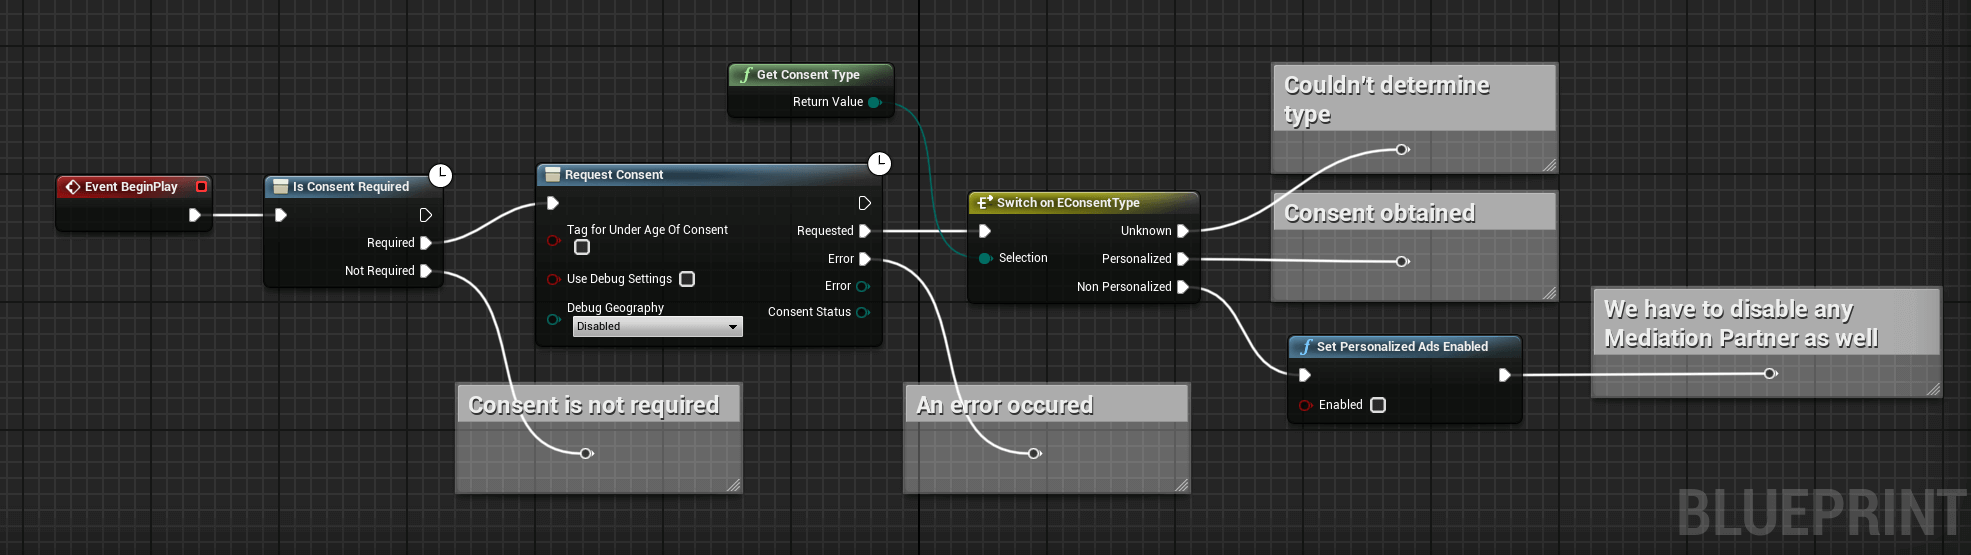 Get Consent Type
Return Value
Couldn't determine
type
Event BeginPlay
Is Consent Required
Required
Not Required
Request Consent
Tag for Under Age Of Consent
Requested
Error
Use Debug Settings
Error
Debug Geography
Disabled
Consent Status
Switch on EConsentType
Unknown
Selection
Personalized
Non Personalized
Consent obtained
We have to disable any
Mediation Partner as well
Set Personalized Ads Enabled
Enabled
Consent is not required
An error occured
BLUEPRINT